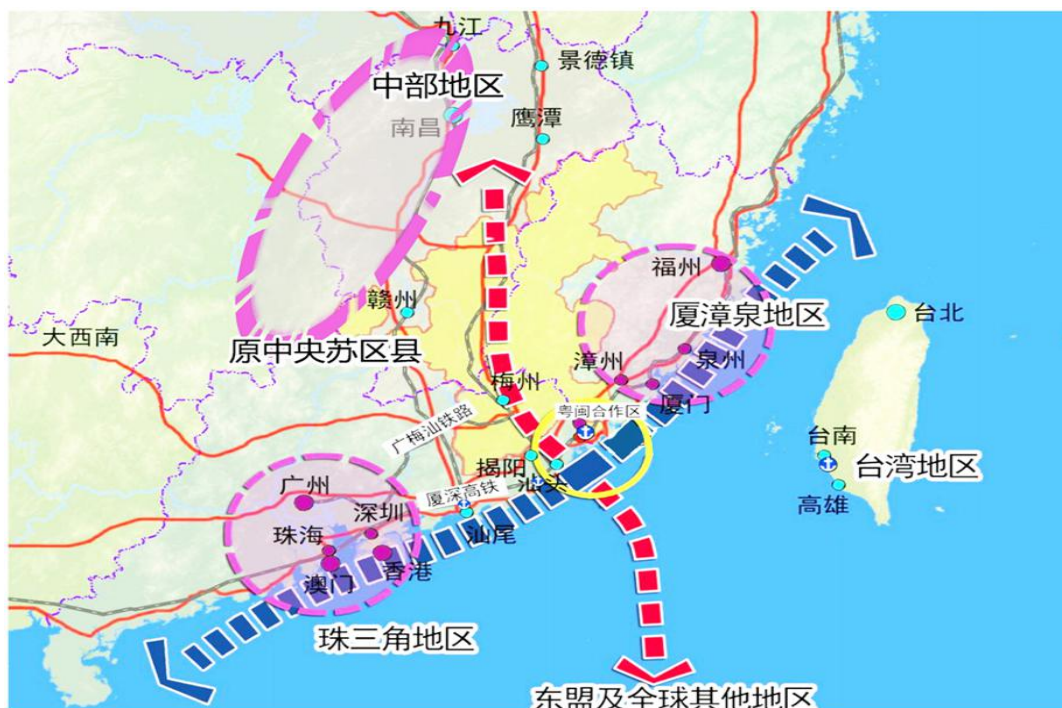 九江
景德镇
中部地区
南昌
鹰潭
福州
赣州
厦漳泉地区
台北
大西南
原中央苏区县
漳州
泉州
梅州
厦门
粤闽合作区
广梅汕铁路
台南
揭阳
台湾地区
汕头
厦深高铁
广州
高雄
深圳
汕尾
珠海
香港
澳门
珠三角地区
东盟及全球其他地区